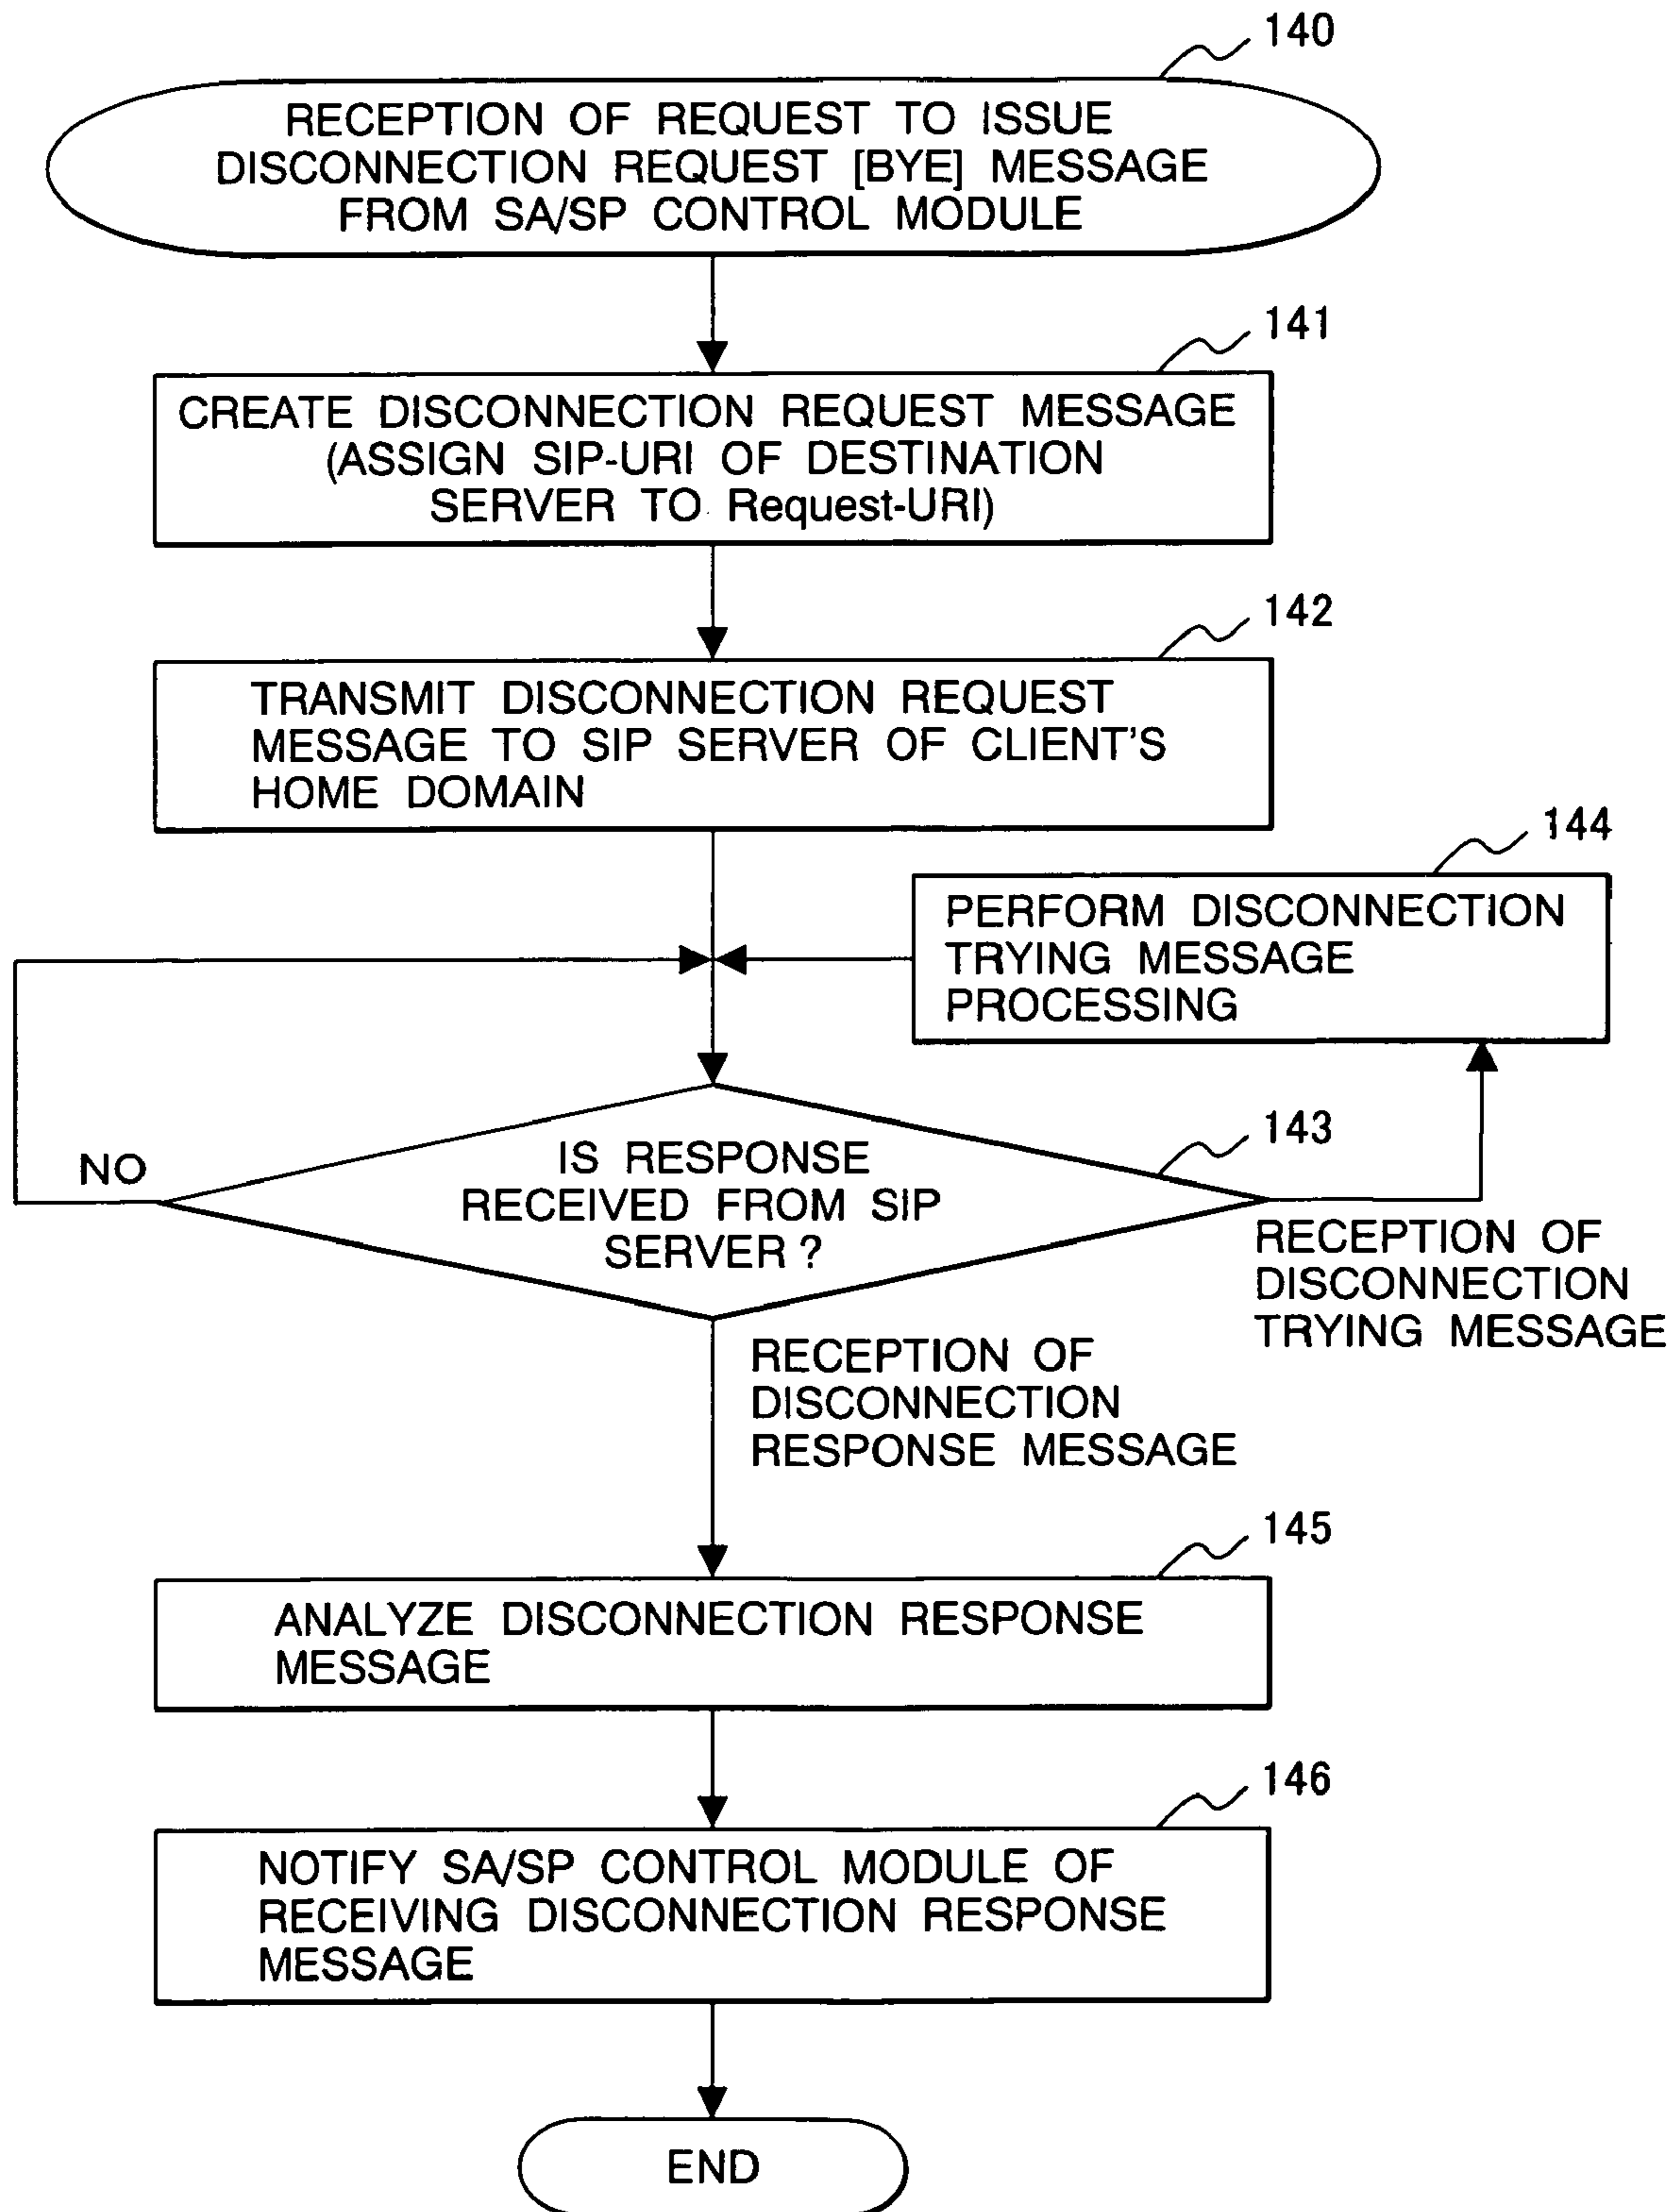 140
RECEPTION OF REQUEST TO ISSUE
DISCONNECTION REQUEST [BYE] MESSAGE
FROM SA/SP CONTROL MODULE
141
CREATE DISCONNECTION REQUEST MESSAGE
(ASSIGN SIP-URI OF DESTINATION
SERVER TO Request-URI)
142
TRANSMIT DISCONNECTION REQUEST
MESSAGE TO SIP SERVER OF CLIENT'S
HOME DOMAIN
144
PERFORM DISCONNECTION
TRYING MESSAGE
PROCESSING
143
NO
IS RESPONSE
RECEIVED FROM SIP
SERVER ?
RECEPTION OF
DISCONNECTION
TRYING MESSAGE
RECEPTION OF
DISCONNECTION
RESPONSE MESSAGE
145
ANALYZE DISCONNECTION RESPONSE
MESSAGE
146
NOTIFY SA/SP CONTROL MODULE OF
RECEIVING DISCONNECTION RESPONSE
MESSAGE
END